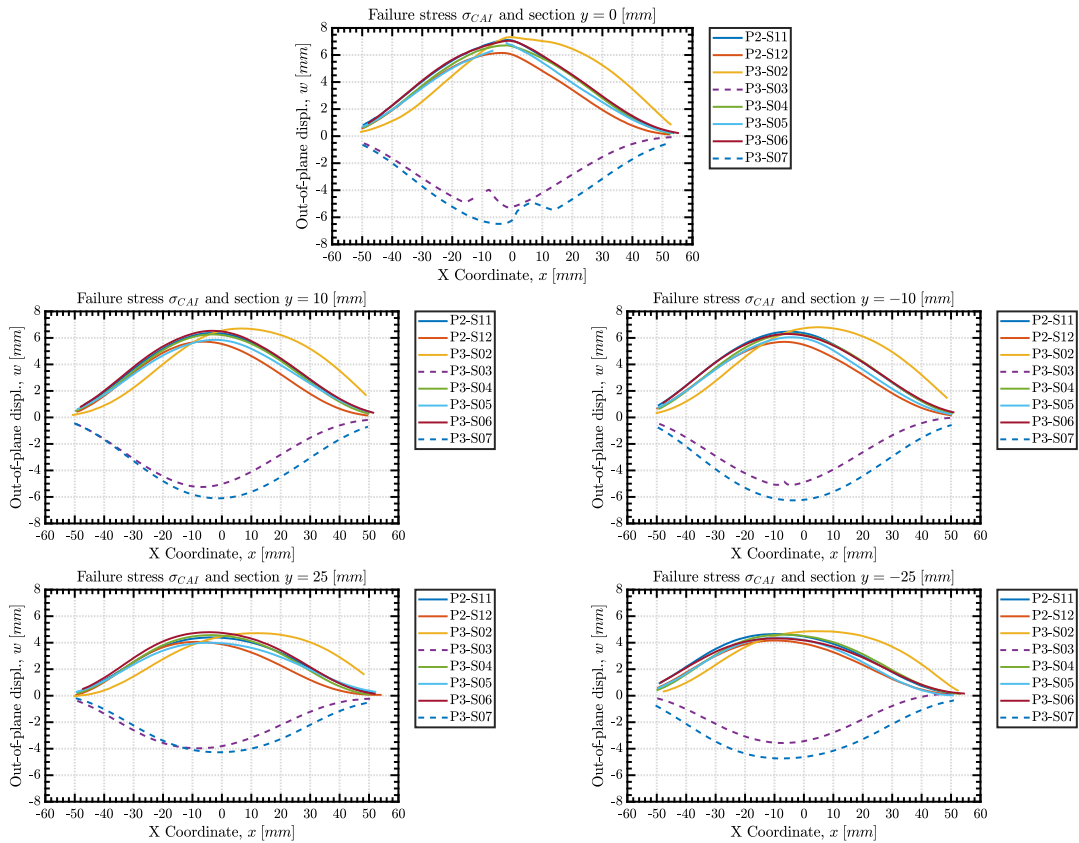 Failure stress σ_CAI and section y = 0 [mm]
Out-of-plane displ., w [mm]
8
6
4
2
0
-2
-4
-6
-8
-60 -50 -40 -30 -20 -10 0 10 20 30 40 50 60
X Coordinate, x [mm]
P2-S11
P2-S12
P3-S02
P3-S03
P3-S04
P3-S05
P3-S06
P3-S07
Failure stress σ_CAI and section y = 10 [mm]
Out-of-plane displ., w [mm]
8
6
4
2
0
-2
-4
-6
-8
-60 -50 -40 -30 -20 -10 0 10 20 30 40 50 60
X Coordinate, x [mm]
P2-S11
P2-S12
P3-S02
P3-S03
P3-S04
P3-S05
P3-S06
P3-S07
Failure stress σ_CAI and section y = −10 [mm]
Out-of-plane displ., w [mm]
8
6
4
2
0
-2
-4
-6
-8
-60 -50 -40 -30 -20 -10 0 10 20 30 40 50 60
X Coordinate, x [mm]
P2-S11
P2-S12
P3-S02
P3-S03
P3-S04
P3-S05
P3-S06
P3-S07
Failure stress σ_CAI and section y = 25 [mm]
Out-of-plane displ., w [mm]
8
6
4
2
0
-2
-4
-6
-8
-60 -50 -40 -30 -20 -10 0 10 20 30 40 50 60
X Coordinate, x [mm]
P2-S11
P2-S12
P3-S02
P3-S03
P3-S04
P3-S05
P3-S06
P3-S07
Failure stress σ_CAI and section y = −25 [mm]
Out-of-plane displ., w [mm]
8
6
4
2
0
-2
-4
-6
-8
-60 -50 -40 -30 -20 -10 0 10 20 30 40 50 60
X Coordinate, x [mm]
P2-S11
P2-S12
P3-S02
P3-S03
P3-S04
P3-S05
P3-S06
P3-S07